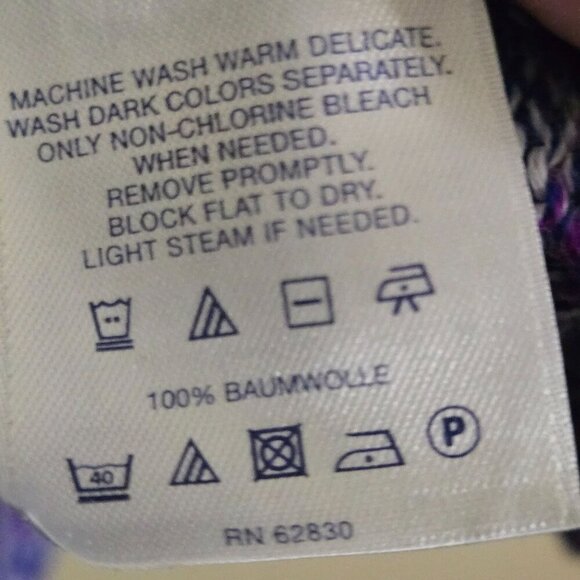 MACHINE WASH WARM DELICATE.
WASH DARK COLORS SEPARATELY.
ONLY NON-CHLORINE BLEACH
WHEN NEEDED.
REMOVE PROMPTLY.
BLOCK FLAT TO DRY.
LIGHT STEAM IF NEEDED.
100% BAUMWOLLE
40 P
RN 62830